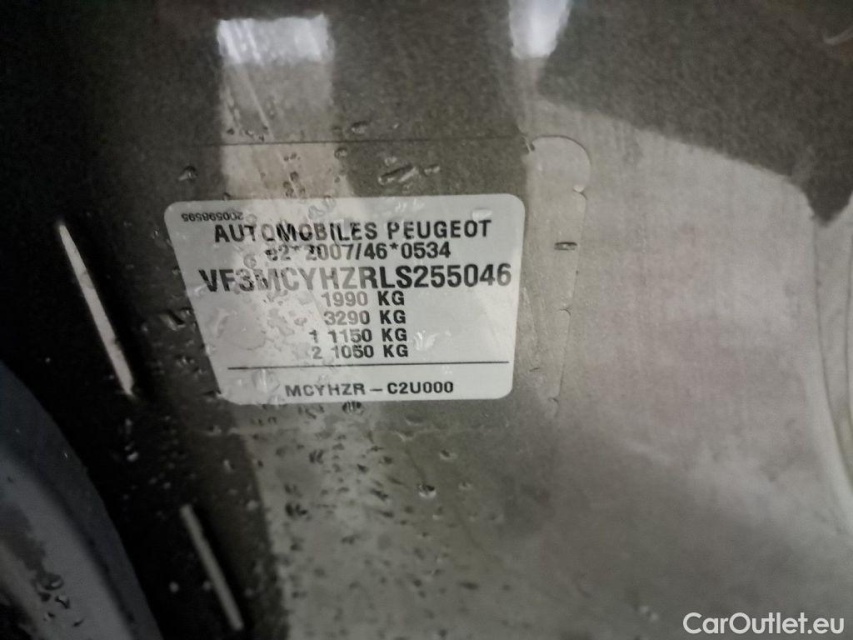 200598595
AUTOMOBILES PEUGEOT
e2*2007/46*0534
VF3MCYHZRLS255046
1990 KG
3290 KG
1 1150 KG
2 1050 KG
MCYHZR - C2U000
CarOutlet.eu